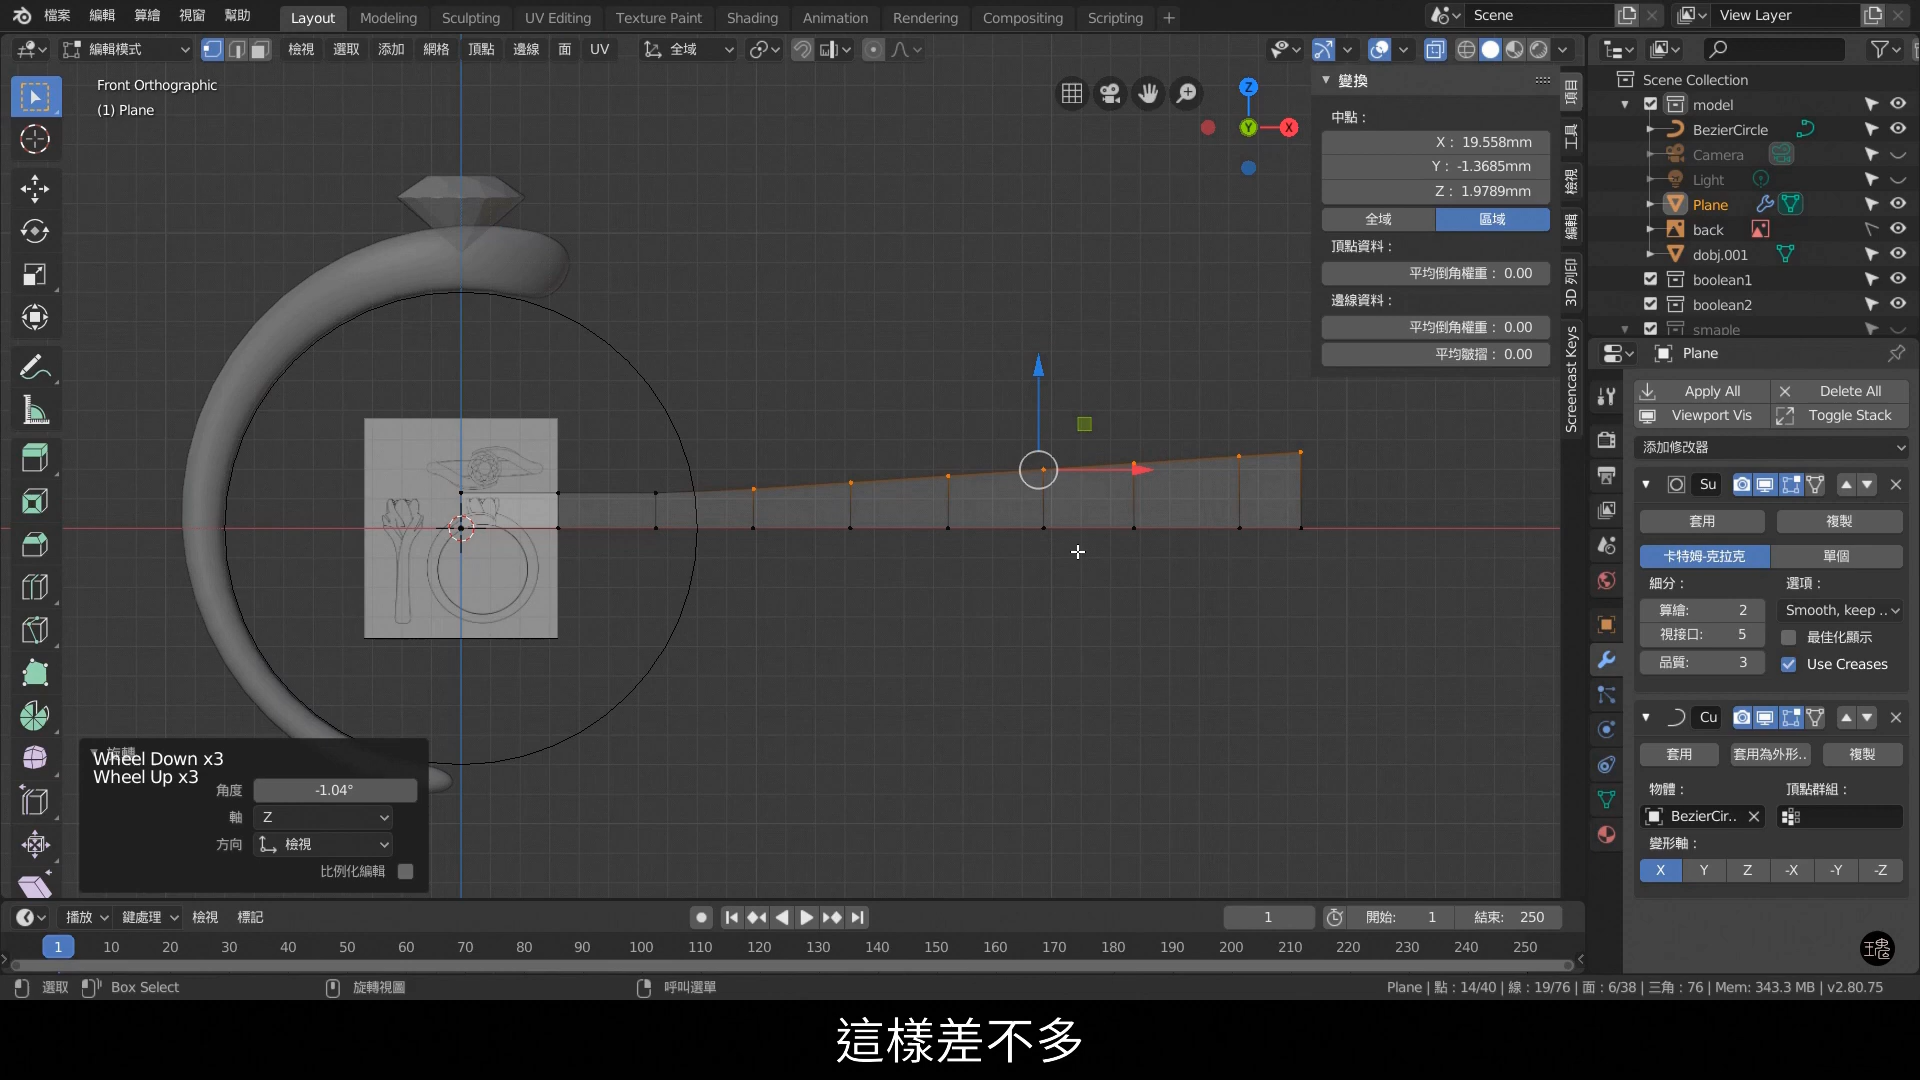 檔案 編輯 算繪 視窗 幫助 Layout Modeling Sculpting UV Editing Texture Paint Shading Animation Rendering Compositing Scripting + Scene View Layer
編輯模式 檢視 選取 添加 網格 頂點 邊線 面 UV 全域
Front Orthographic
(1) Plane
Z
Y
X
變換
中點：
X： 19.558mm
Y： -1.3685mm
Z： 1.9789mm
全域 區域
頂點資料：
平均倒角權重： 0.00
邊線資料：
平均倒角權重： 0.00
平均皺摺： 0.00
項目
工具
檢視
編輯
3D 列印
Screencast Keys
Scene Collection
model
BezierCircle
Camera
Light
Plane
back
dobj.001
boolean1
boolean2
smaple
Plane
Apply All Delete All
Viewport Vis Toggle Stack
添加修改器
Su
套用 複製
卡特姆-克拉克 單個
細分： 選項：
算繪: 2 Smooth, keep ..
視接口: 5 最佳化顯示
品質: 3 Use Creases
Cu
套用 套用為外形.. 複製
物體： 頂點群組：
BezierCir..
變形軸：
X Y Z -X -Y -Z
旋轉
Wheel Down x3
Wheel Up x3
角度 -1.04°
軸 Z
方向 檢視
比例化編輯
播放 鍵處理 檢視 標記 1 開始： 1 結束： 250
1 10 20 30 40 50 60 70 80 90 100 110 120 130 140 150 160 170 180 190 200 210 220 230 240 250
選取 Box Select 旋轉視圖 呼叫選單 Plane | 點 : 14/40 | 線 : 19/76 | 面 : 6/38 | 三角 : 76 | Mem: 343.3 MB | v2.80.75
這樣差不多